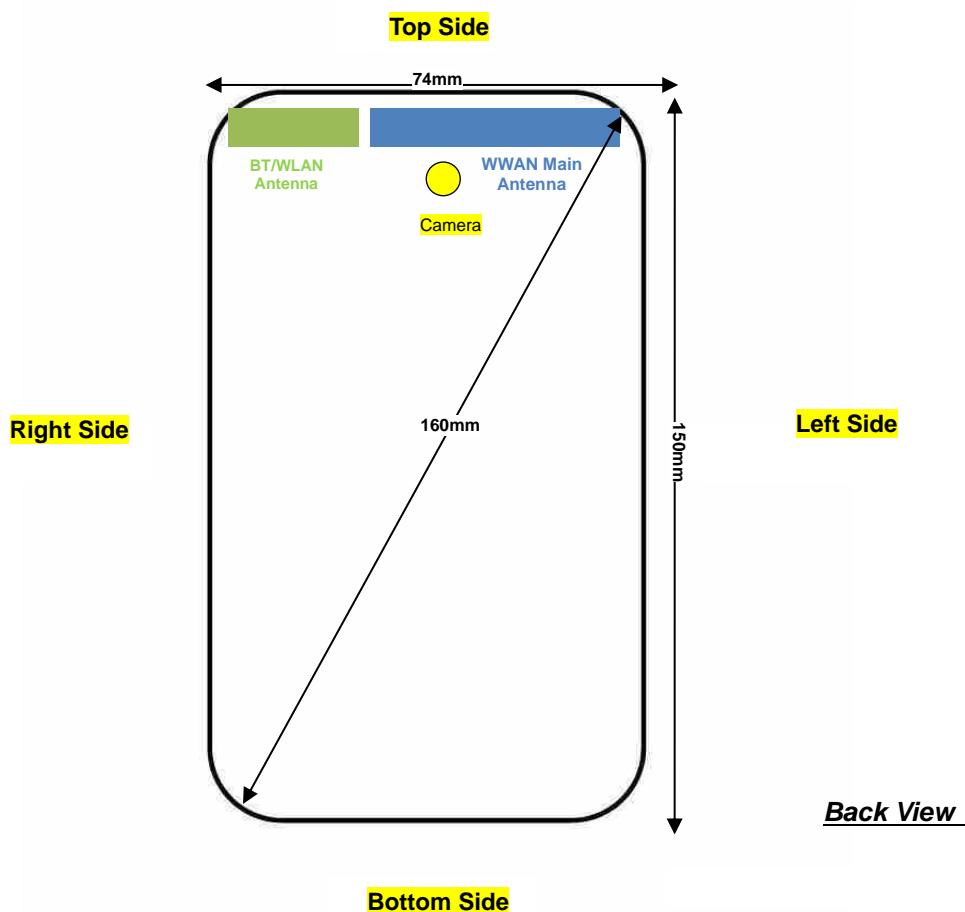 Top Side
74mm
BT/WLAN
Antenna
WWAN Main
Antenna
Camera
Right Side
160mm
150mm
Left Side
Back View
Bottom Side